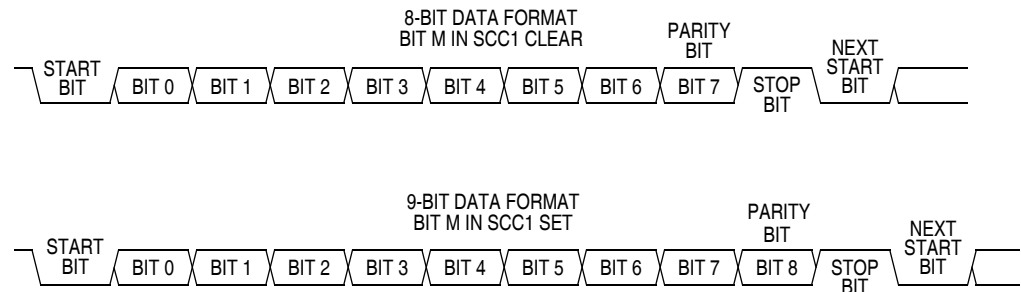 8-BIT DATA FORMAT
BIT M IN SCC1 CLEAR
PARITY
BIT
START
BIT
BIT 0 BIT 1 BIT 2 BIT 3 BIT 4 BIT 5 BIT 6 BIT 7
STOP
BIT
NEXT
START
BIT
9-BIT DATA FORMAT
BIT M IN SCC1 SET
PARITY
BIT
START
BIT
BIT 0 BIT 1 BIT 2 BIT 3 BIT 4 BIT 5 BIT 6 BIT 7 BIT 8
STOP
BIT
NEXT
START
BIT